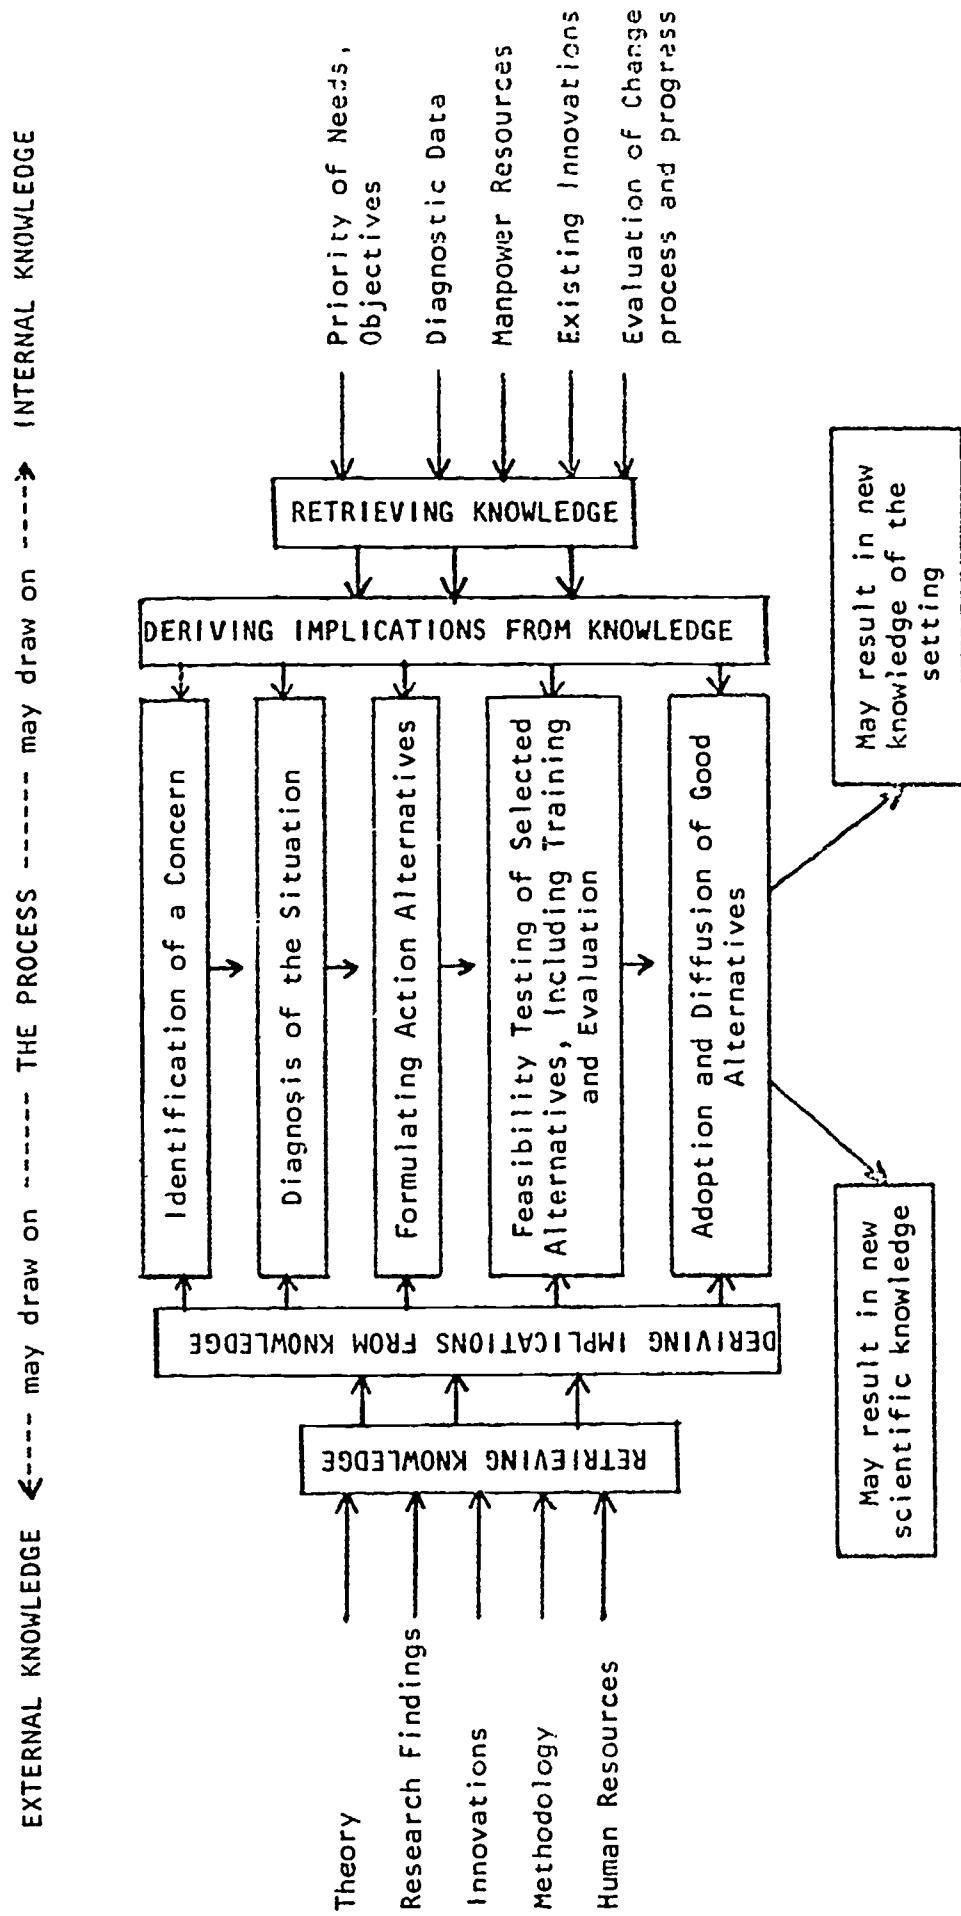 EXTERNAL KNOWLEDGE <---- may draw on ------ THE PROCESS ------ may draw on ----> INTERNAL KNOWLEDGE
Theory
Research Findings
Innovations
Methodology
Human Resources
RETRIEVING KNOWLEDGE
DERIVING IMPLICATIONS FROM KNOWLEDGE
Identification of a Concern
Diagnosis of the Situation
Formulating Action Alternatives
Feasibility Testing of Selected
Alternatives, Including Training
and Evaluation
Adoption and Diffusion of Good
Alternatives
DERIVING IMPLICATIONS FROM KNOWLEDGE
RETRIEVING KNOWLEDGE
Priority of Needs,
Objectives
Diagnostic Data
Manpower Resources
Existing Innovations
Evaluation of Change
process and progress
May result in new
scientific knowledge
May result in new
knowledge of the
setting